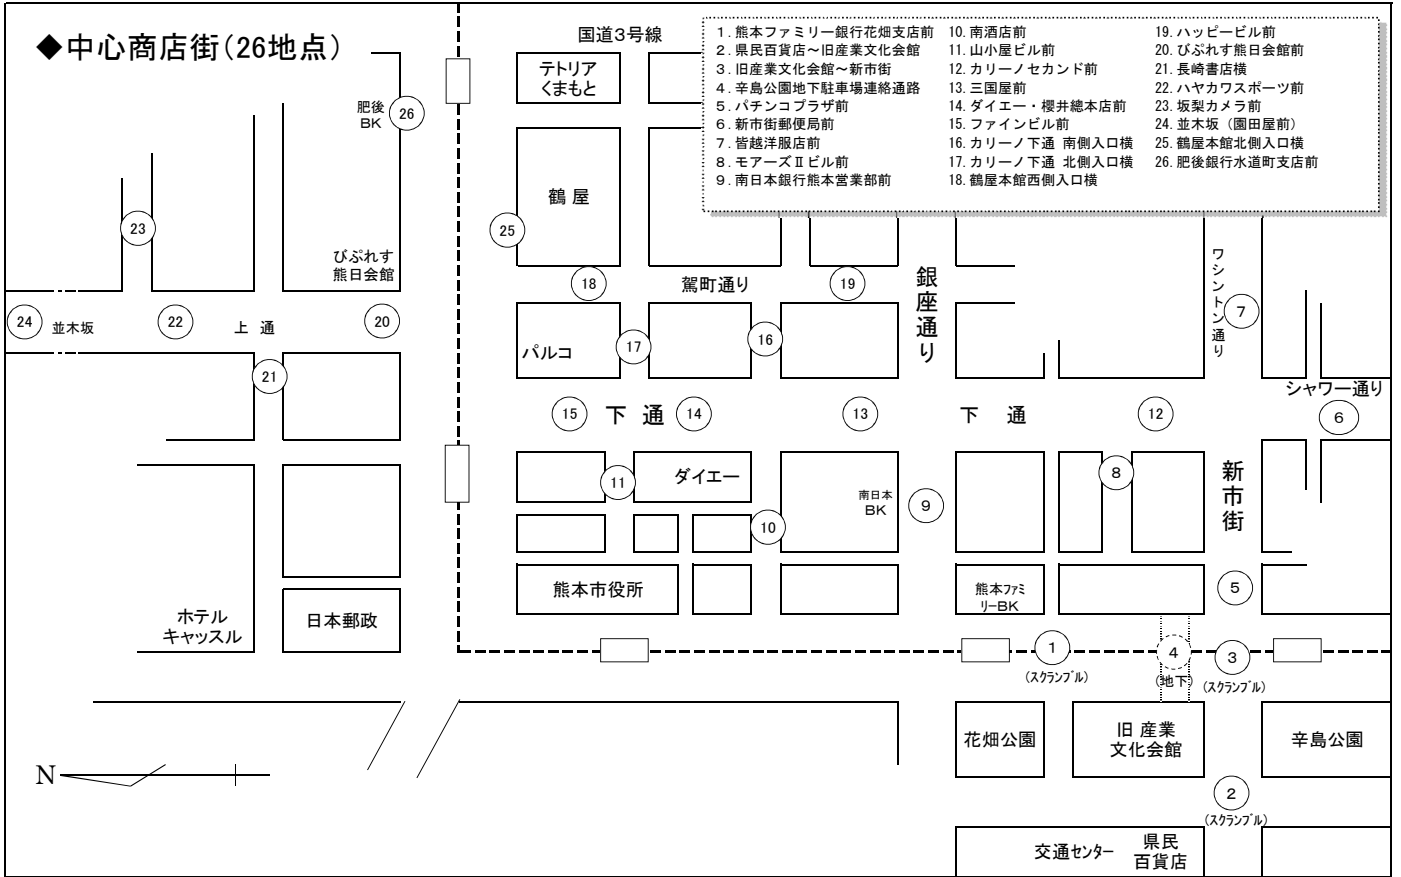 ◆中心商店街(26地点)
国道3号線
1.熊本ファミリー銀行花畑支店前
2.県民百貨店～旧産業文化会館
3.旧産業文化会館～新市街
4.辛島公園地下駐車場連絡通路
5.パチンコプラザ前
6.新市街郵便局前
7.皆越洋服店前
8.モアーズⅡビル前
9.南日本銀行熊本営業部前
10.南酒店前
11.山小屋ビル前
12.カリーノセカンド前
13.三国屋前
14.ダイエー・櫻井總本店前
15.ファインビル前
16.カリーノ下通 南側入口横
17.カリーノ下通 北側入口横
18.鶴屋本館西側入口横
19.ハッピービル前
20.びぷれす熊日会館前
21.長崎書店横
22.ハヤカワスポーツ前
23.坂梨カメラ前
24.並木坂（園田屋前）
25.鶴屋本館北側入口横
26.肥後銀行水道町支店前
テトリア
くまもと
肥後
BK
26
鶴屋
23
25
びぷれす
熊日会館
18
駕町通り
19
銀座通り
ワシントン通り
7
24
並木坂
22
上 通
20
パルコ
17
16
21
シャワー通り
15
下 通
14
13
下 通
12
6
11
ダイエー
南日本
BK
9
8
新市街
10
熊本市役所
熊本ファミ
リーBK
5
ホテル
キャッスル
日本郵政
1
(スクランブル)
4
(地下)
3
(スクランブル)
花畑公園
旧 産業
文化会館
辛島公園
N
2
(スクランブル)
交通センター
県民
百貨店